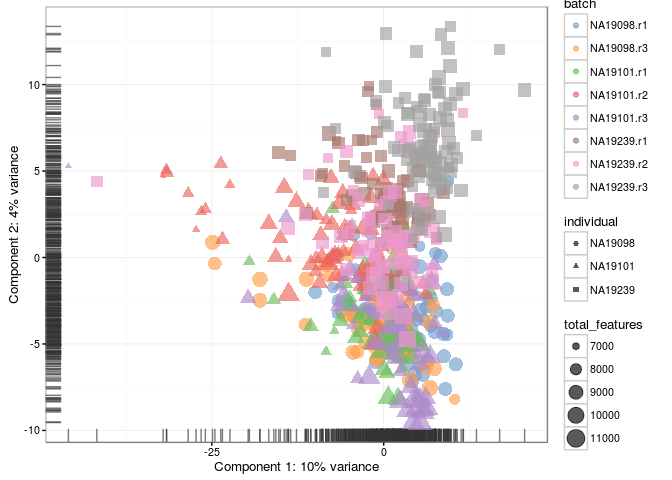 batch
NA19098.r1
NA19098.r3
NA19101.r1
NA19101.r2
NA19101.r3
NA19239.r1
NA19239.r2
NA19239.r3
individual
NA19098
NA19101
NA19239
total_features
7000
8000
9000
10000
11000
10
5
0
-5
-10
Component 2: 4% variance
-25
0
Component 1: 10% variance